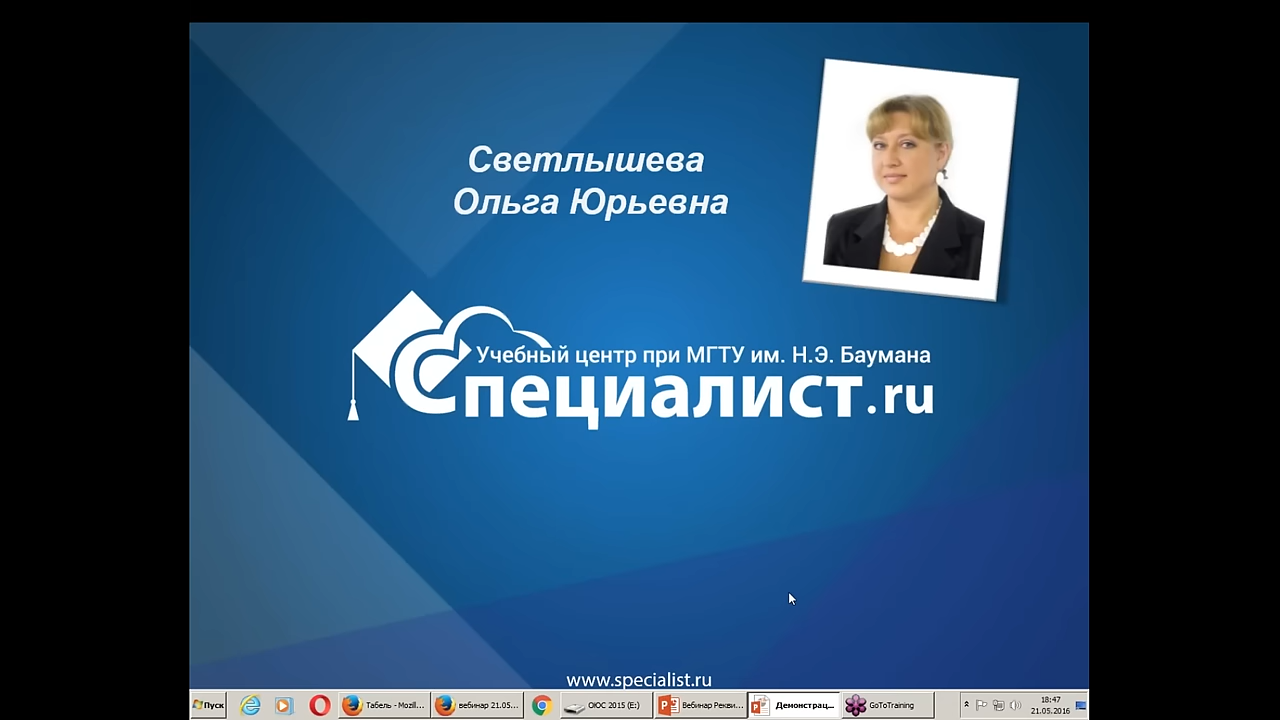 Светлышева
Ольга Юрьевна
Учебный центр при МГТУ им. Н.Э. Баумана
Специалист.ru
www.specialist.ru
Пуск
Табель - Mozil...
вебинар 21.05...
ОЮС 2015 (E:)
Вебинар Рекви...
Демонстрац...
GoToTraining
18:47
21.05.2016